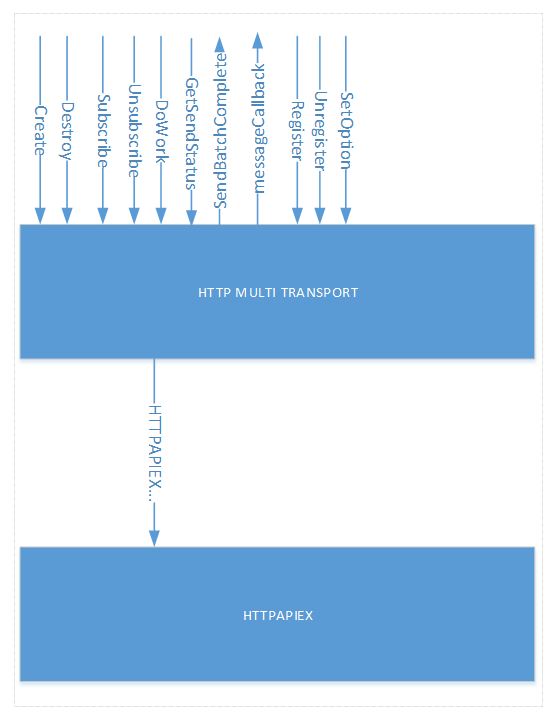 Create
Destroy
Subscribe
Unsubscribe
DoWork
GetSendStatus
SendBatchComplete
messageCallback
Register
Unregister
SetOption
HTTP MULTI TRANSPORT
HTTPAPIEX...
HTTPAPIEX